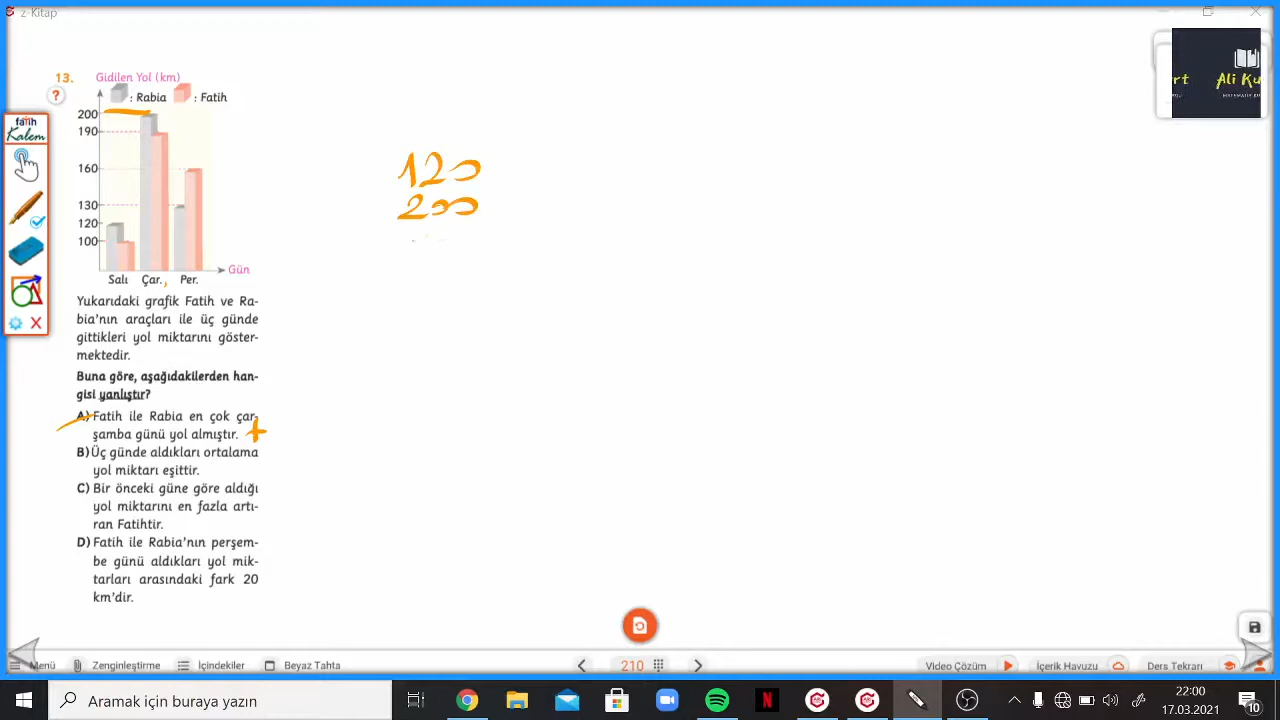 z-Kitap
13.
Gidilen Yol (km)
: Rabia : Fatih
200
190
160
130
120
100
Salı Çar. Per.
Gün
?
fatih
Kalem
120
200
Ali Ku
Yukarıdaki grafik Fatih ve Ra-
bia'nın araçları ile üç günde
gittikleri yol miktarını göster-
mektedir.
Buna göre, aşağıdakilerden han-
gisi yanlıştır?
A) Fatih ile Rabia en çok çar-
şamba günü yol almıştır.
B) Üç günde aldıkları ortalama
yol miktarı eşittir.
C) Bir önceki güne göre aldığı
yol miktarını en fazla artı-
ran Fatihtir.
D) Fatih ile Rabia'nın perşem-
be günü aldıkları yol mik-
tarları arasındaki fark 20
km'dir.
Menü Zenginleştirme İçindekiler Beyaz Tahta 210 Video Çözüm İçerik Havuzu Ders Tekrarı
Aramak için buraya yazın
22:00
17.03.2021
10